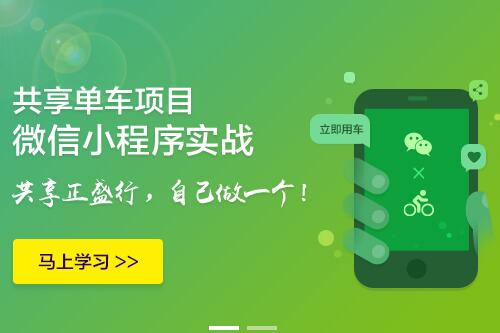 共享单车项目
微信小程序实战
共享正盛行，自己做一个！
马上学习 >>
立即用车